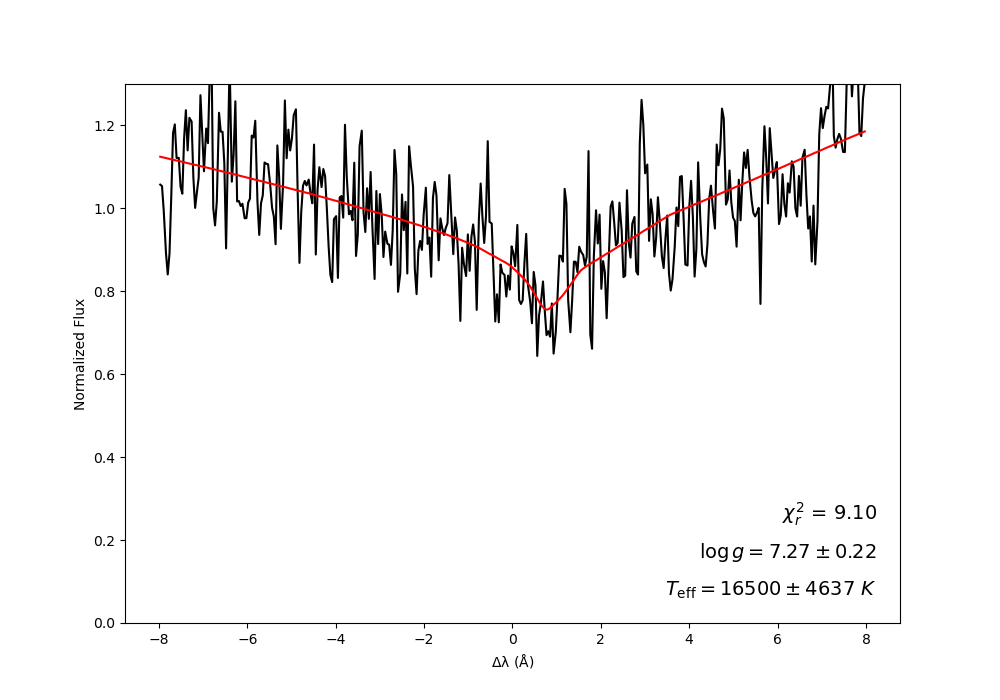 1.2
1.0
0.8
0.6
0.4
0.2
0.0
Normalized Flux
χ²ᵣ = 9.10
log g = 7.27 ± 0.22
T_eff = 16500 ± 4637 K
−8 −6 −4 −2 0 2 4 6 8
Δλ (Å)